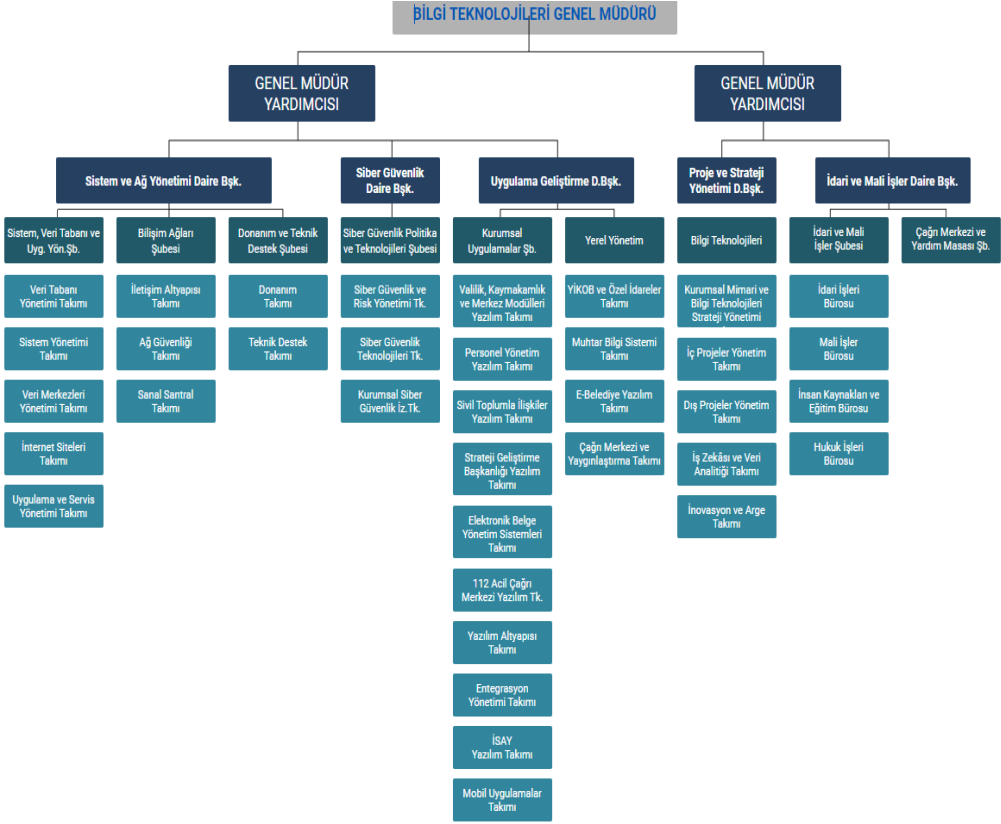 BİLGİ TEKNOLOJİLERİ GENEL MÜDÜRÜ
GENEL MÜDÜR
YARDIMCISI
GENEL MÜDÜR
YARDIMCISI
Sistem ve Ağ Yönetimi Daire Bşk.
Siber Güvenlik
Daire Bşk.
Uygulama Geliştirme D.Bşk.
Proje ve Strateji
Yönetimi D.Bşk.
İdari ve Mali İşler Daire Bşk.
Sistem, Veri Tabanı ve
Uyg. Yön.Şb.
Bilişim Ağları
Şubesi
Donanım ve Teknik
Destek Şubesi
Siber Güvenlik Politika
ve Teknolojileri Şubesi
Kurumsal
Uygulamalar Şb.
Yerel Yönetim
Bilgi Teknolojileri
İdari ve Mali
İşler Şubesi
Çağrı Merkezi ve
Yardım Masası Şb.
Veri Tabanı
Yönetimi Takımı
Sistem Yönetimi
Takımı
Veri Merkezleri
Yönetimi Takımı
İnternet Siteleri
Takımı
Uygulama ve Servis
Yönetimi Takımı
İletişim Altyapısı
Takımı
Ağ Güvenliği
Takımı
Sanal Santral
Takımı
Donanım
Takımı
Teknik Destek
Takımı
Siber Güvenlik ve
Risk Yönetimi Tk.
Siber Güvenlik
Teknolojileri Tk.
Kurumsal Siber
Güvenlik İz.Tk.
Valilik, Kaymakamlık
ve Merkez Modülleri
Yazılım Takımı
Personel Yönetim
Yazılım Takımı
Sivil Toplumla İlişkiler
Yazılım Takımı
Strateji Geliştirme
Başkanlığı Yazılım
Takımı
Elektronik Belge
Yönetim Sistemleri
Takımı
112 Acil Çağrı
Merkezi Yazılım Tk.
Yazılım Altyapısı
Takımı
Entegrasyon
Yönetimi Takımı
İSAY
Yazılım Takımı
Mobil Uygulamalar
Takımı
YİKOB ve Özel İdareler
Takımı
Muhtar Bilgi Sistemi
Takımı
E-Belediye Yazılım
Takımı
Çağrı Merkezi ve
Yaygınlaştırma Takımı
Kurumsal Mimari ve
Bilgi Teknolojileri
Strateji Yönetimi
İç Projeler Yönetim
Takımı
Dış Projeler Yönetim
Takımı
İş Zekâsı ve Veri
Analitiği Takımı
İnovasyon ve Arge
Takımı
İdari İşleri
Bürosu
Mali İşler
Bürosu
İnsan Kaynakları ve
Eğitim Bürosu
Hukuk İşleri
Bürosu